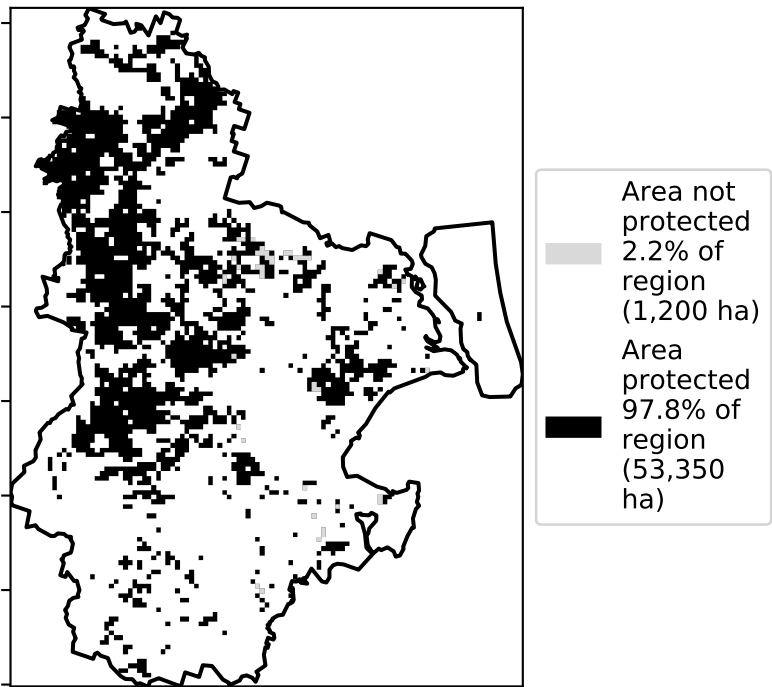 Area not
protected
2.2% of
region
(1,200 ha)
Area
protected
97.8% of
region
(53,350
ha)